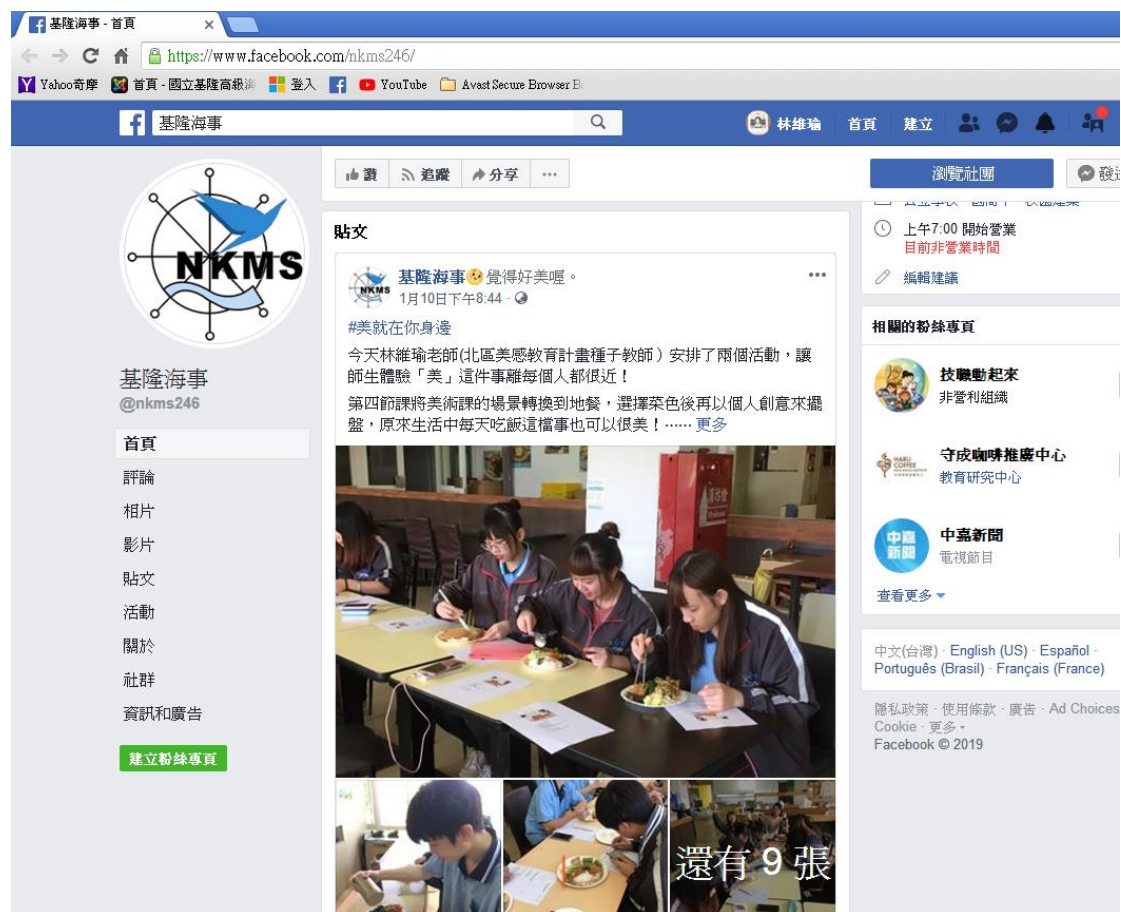 基隆海事 - 首頁
https://www.facebook.com/nkms246/
Yahoo奇摩 首頁 - 國立基隆高級海 登入 YouTube Avast Secure Browser
基隆海事
林維瑜 首頁 建立
NKMS
基隆海事
@nkms246
首頁
評論
相片
影片
貼文
活動
關於
社群
資訊和廣告
建立粉絲專頁
讚 追蹤 分享 ...
貼文
基隆海事 覺得好美喔。
NKMS
1月10日下午8:44 ·
#美就在你身邊
今天林維瑜老師(北區美感教育計畫種子教師）安排了兩個活動，讓
師生體驗「美」這件事離每個人都很近！
第四節課將美術課的場景轉換到地餐，選擇菜色後再以個人創意來擺
盤，原來生活中每天吃飯這檔事也可以很美！…… 更多
消防栓
還有 9 張
瀏覽社團
上午7:00 開始營業
目前非營業時間
編輯建議
相關的粉絲專頁
技職動起來
非營利組織
HARU
COFFEE
守成咖啡推廣中心
教育研究中心
中嘉
新聞
中嘉新聞
電視節目
查看更多
中文(台灣) · English (US) · Español ·
Português (Brasil) · Français (France)
隱私政策 · 使用條款 · 廣告 · Ad Choices
Cookie · 更多
Facebook © 2019